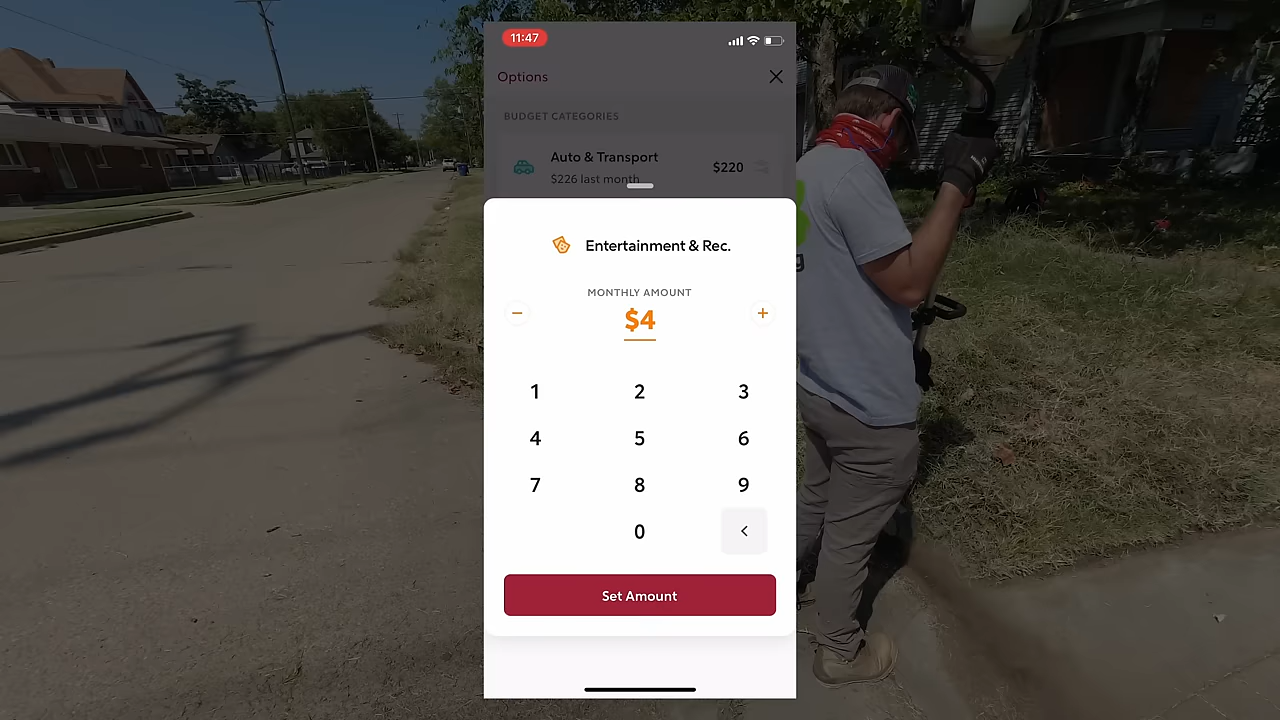 11:47
Options
BUDGET CATEGORIES
Auto & Transport
$220
$226 last month
Entertainment & Rec.
MONTHLY AMOUNT
− $4 +
1 2 3
4 5 6
7 8 9
0 <
Set Amount
g